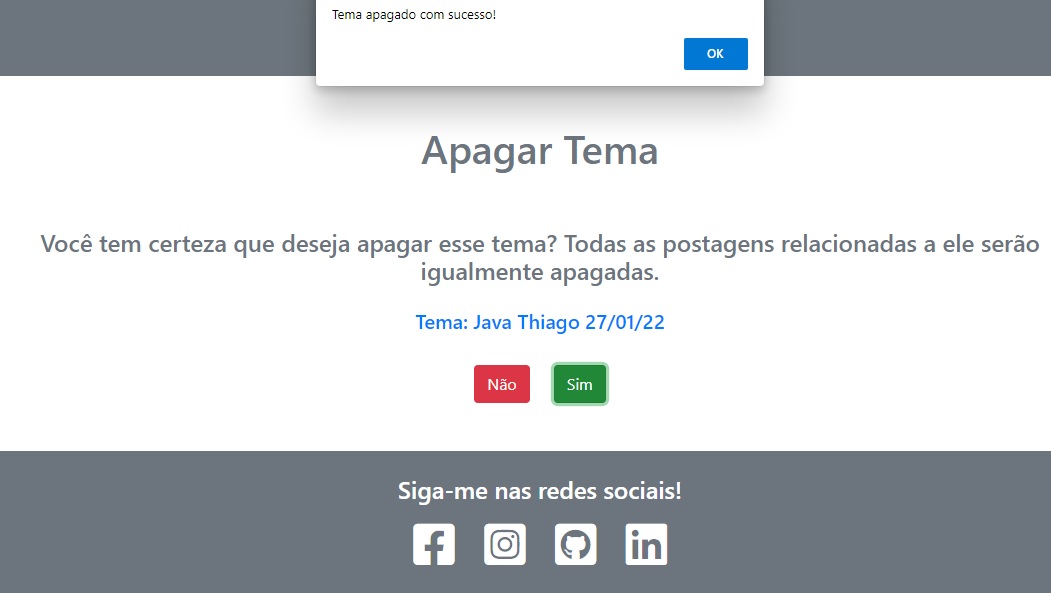 Tema apagado com sucesso!
OK
Apagar Tema
Você tem certeza que deseja apagar esse tema? Todas as postagens relacionadas a ele serão
igualmente apagadas.
Tema: Java Thiago 27/01/22
Não Sim
Siga-me nas redes sociais!
in